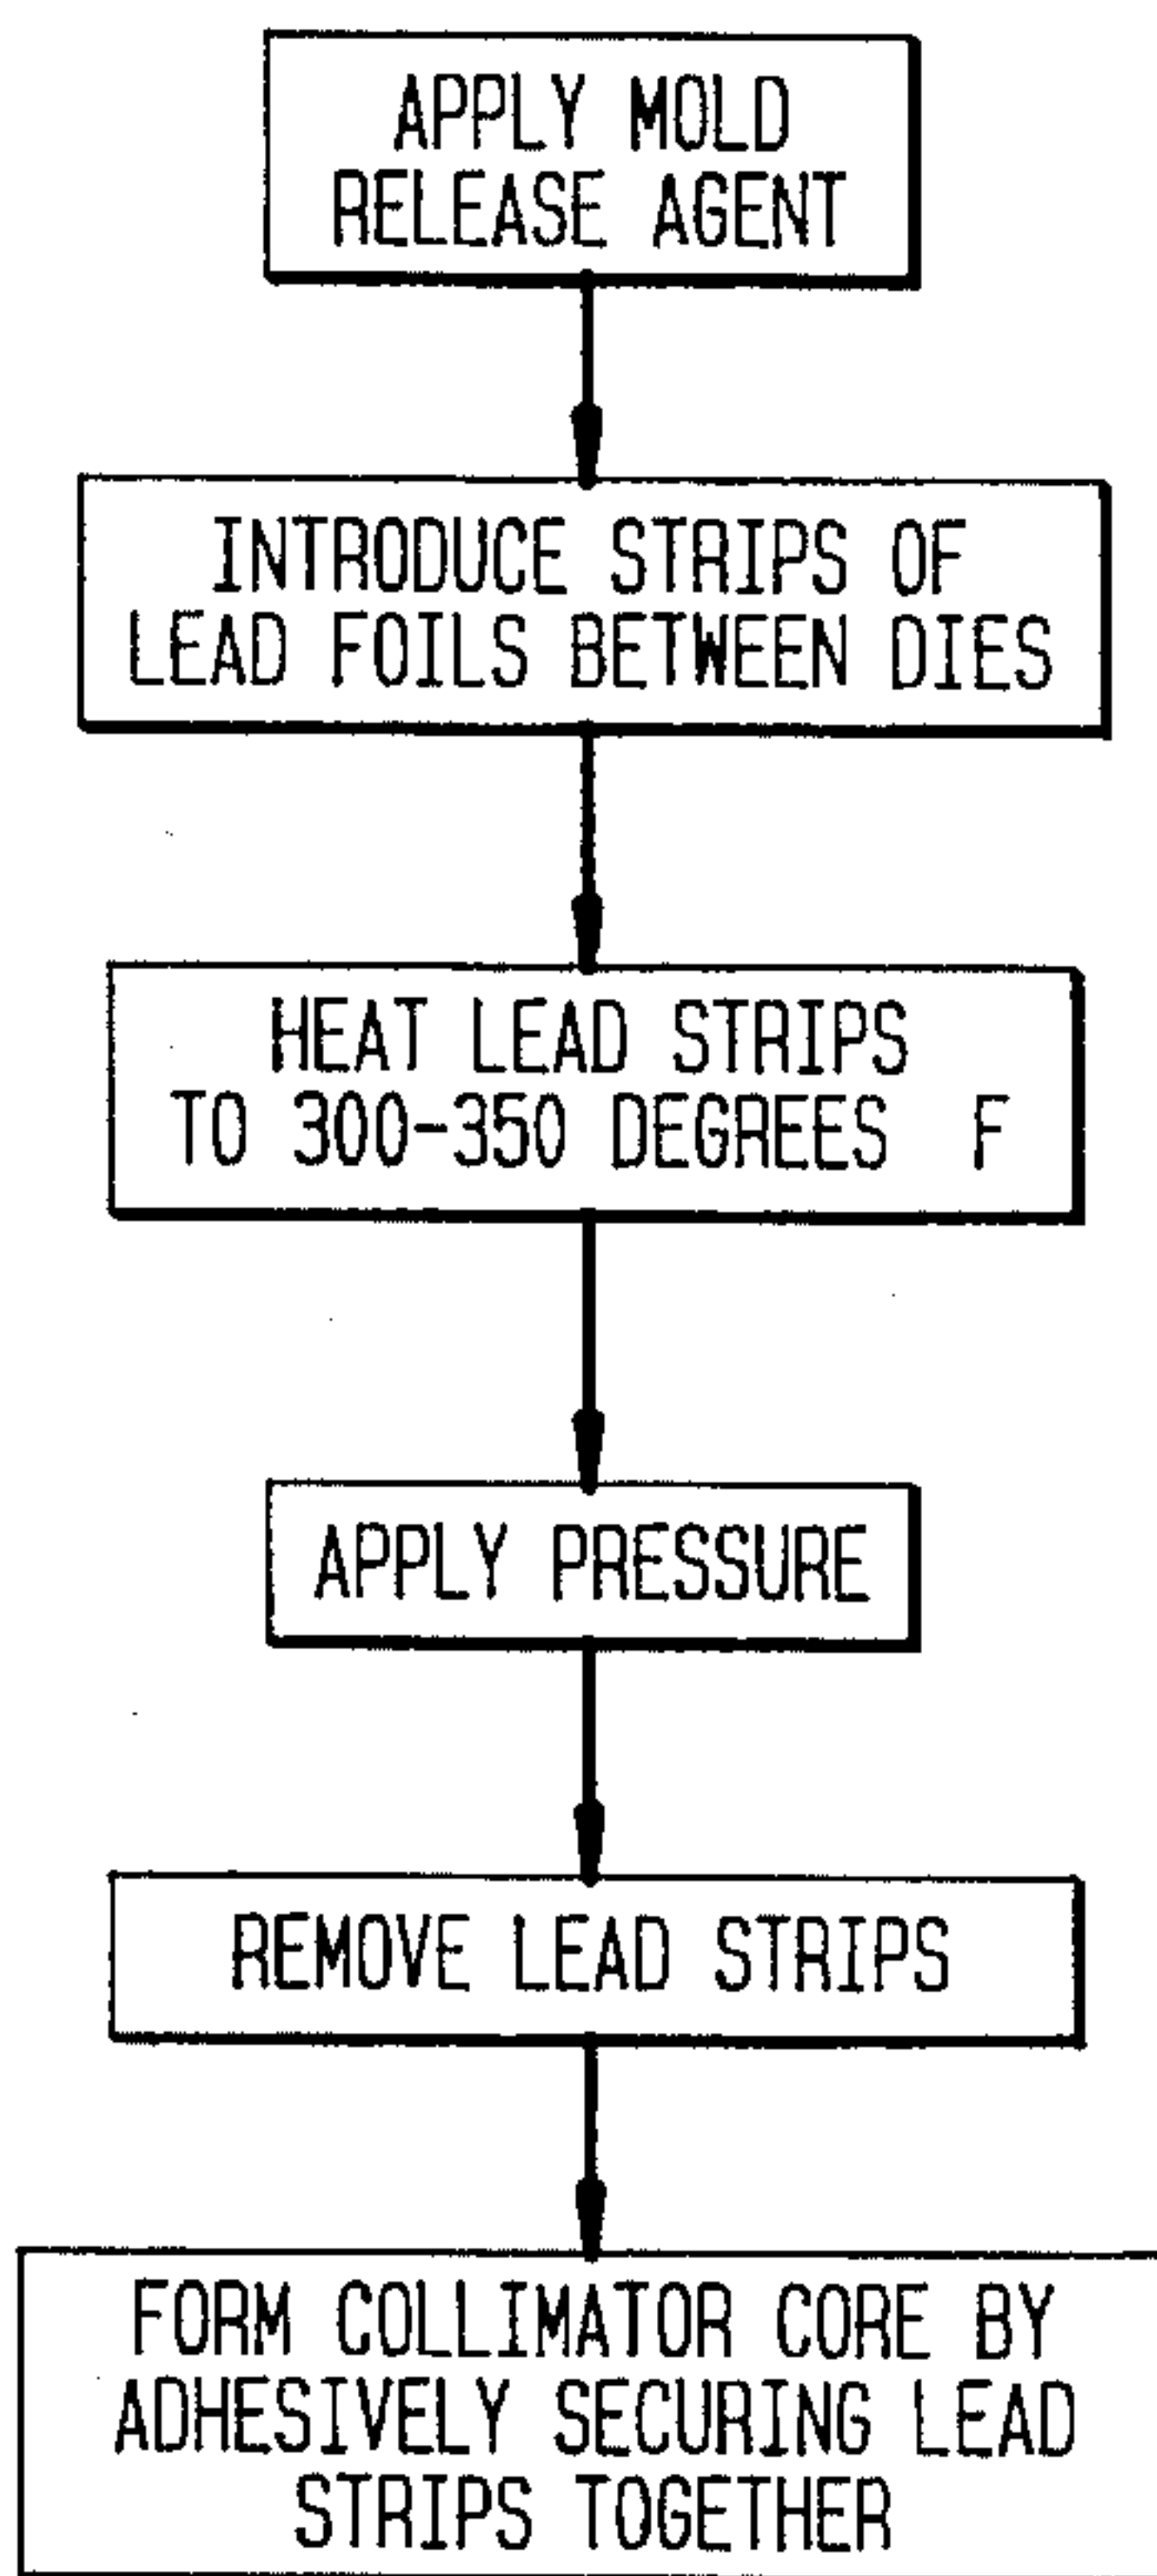 APPLY MOLD
RELEASE AGENT
INTRODUCE STRIPS OF
LEAD FOILS BETWEEN DIES
HEAT LEAD STRIPS
TO 300-350 DEGREES F
APPLY PRESSURE
REMOVE LEAD STRIPS
FORM COLLIMATOR CORE BY
ADHESIVELY SECURING LEAD
STRIPS TOGETHER